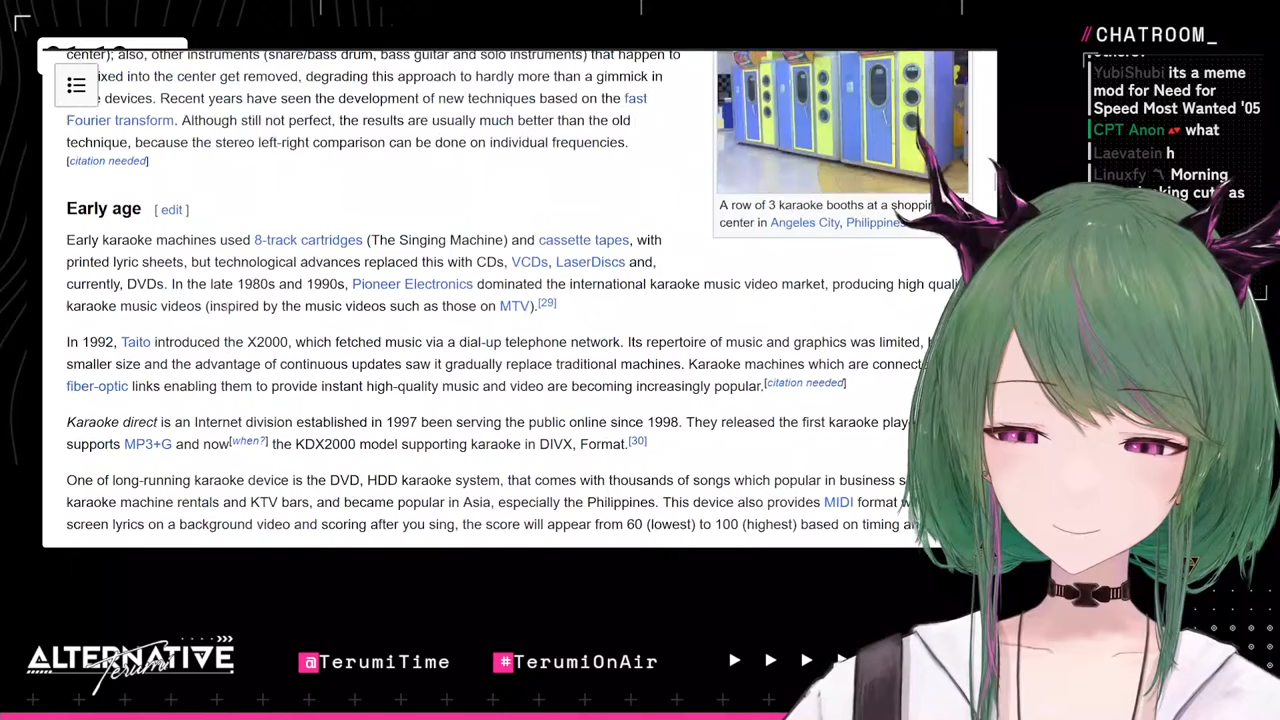 center); also, other instruments (snare/bass drum, bass guitar and solo instruments) that happen to
ixed into the center get removed, degrading this approach to hardly more than a gimmick in
devices. Recent years have seen the development of new techniques based on the fast
Fourier transform. Although still not perfect, the results are usually much better than the old
technique, because the stereo left-right comparison can be done on individual frequencies.
[citation needed]
A row of 3 karaoke booths at a shoppin
center in Angeles City, Philippines
Early age [ edit ]
Early karaoke machines used 8-track cartridges (The Singing Machine) and cassette tapes, with
printed lyric sheets, but technological advances replaced this with CDs, VCDs, LaserDiscs and,
currently, DVDs. In the late 1980s and 1990s, Pioneer Electronics dominated the international karaoke music video market, producing high quali
karaoke music videos (inspired by the music videos such as those on MTV).[29]
In 1992, Taito introduced the X2000, which fetched music via a dial-up telephone network. Its repertoire of music and graphics was limited,
smaller size and the advantage of continuous updates saw it gradually replace traditional machines. Karaoke machines which are connect
fiber-optic links enabling them to provide instant high-quality music and video are becoming increasingly popular.[citation needed]
Karaoke direct is an Internet division established in 1997 been serving the public online since 1998. They released the first karaoke play
supports MP3+G and now[when?] the KDX2000 model supporting karaoke in DIVX, Format.[30]
One of long-running karaoke device is the DVD, HDD karaoke system, that comes with thousands of songs which popular in business s
karaoke machine rentals and KTV bars, and became popular in Asia, especially the Philippines. This device also provides MIDI format w
screen lyrics on a background video and scoring after you sing, the score will appear from 60 (lowest) to 100 (highest) based on timing an
//CHATROOM_
YubiShubi its a meme
mod for Need for
Speed Most Wanted '05
CPT Anon what
Laevatein h
Linuxfy Morning
as
ALTERNATIVE
Terumi
@TerumiTime
#TerumiOnAir